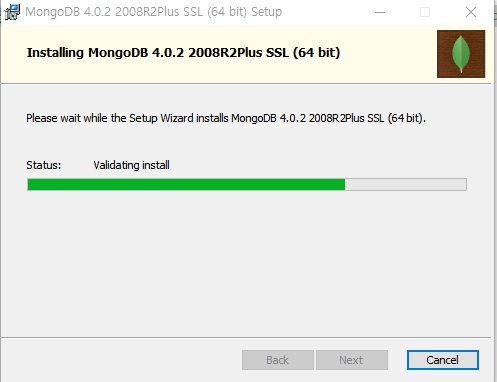 MongoDB 4.0.2 2008R2Plus SSL (64 bit) Setup
Installing MongoDB 4.0.2 2008R2Plus SSL (64 bit)
Please wait while the Setup Wizard installs MongoDB 4.0.2 2008R2Plus SSL (64 bit).
Status: Validating install
Back Next Cancel